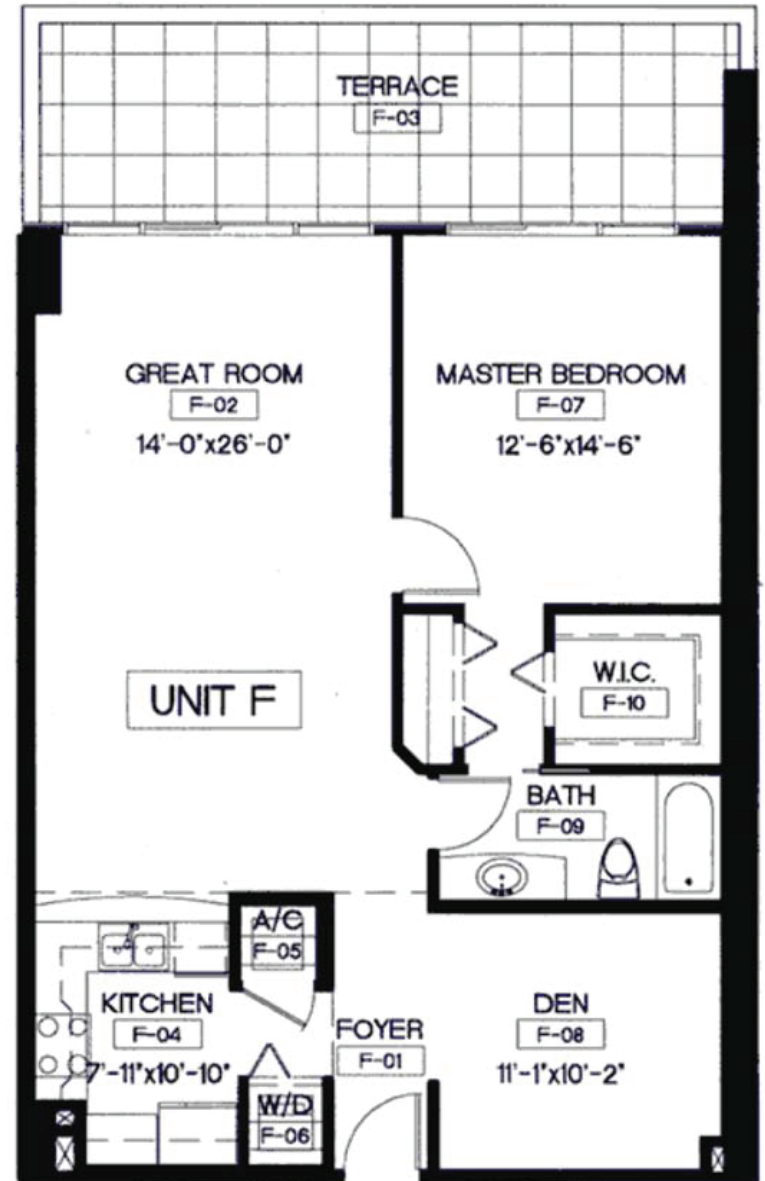 TERRACE
F-03
GREAT ROOM
F-02
14'-0"x26'-0"
MASTER BEDROOM
F-07
12'-6"x14'-6"
UNIT F
W.I.C.
F-10
BATH
F-09
A/C
F-05
KITCHEN
F-04
7'-11"x10'-10"
FOYER
F-01
DEN
F-08
11'-1"x10'-2"
W/D
F-06